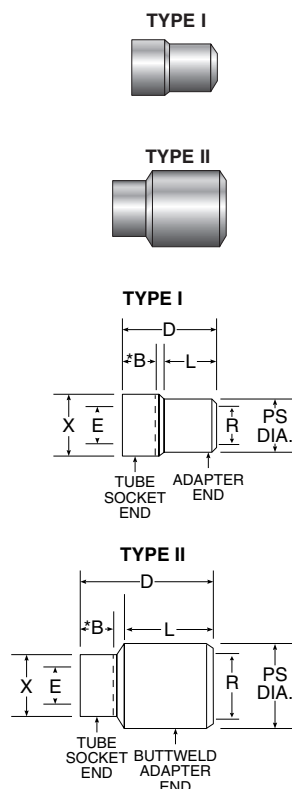 TYPE I
TYPE II
TYPE I
D
*B
L
X
E
R
PS
DIA.
TUBE
SOCKET
END
ADAPTER
END
TYPE II
D
*B
L
X
E
R
PS
DIA.
TUBE
SOCKET
END
BUTTWELD
ADAPTER
END